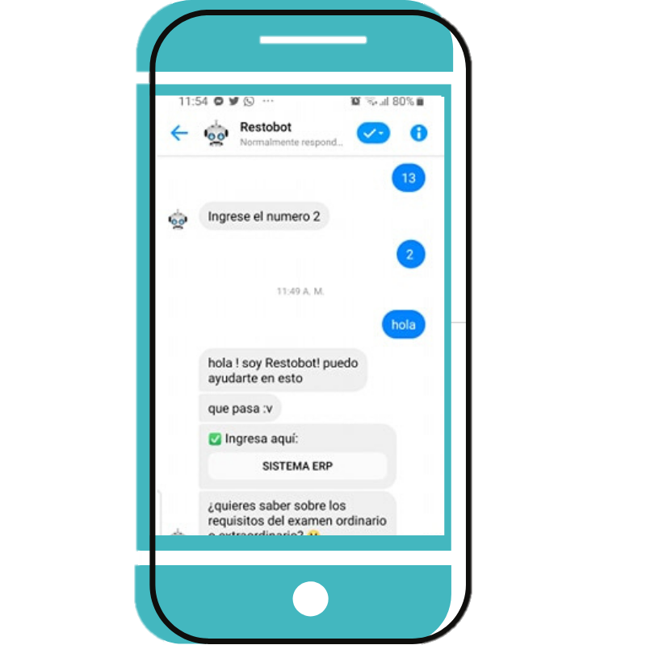 11:54 ... 80%
Restobot
Normalmente respond...
13
Ingrese el numero 2
2
11:49 A. M.
hola
hola ! soy Restobot! puedo
ayudarte en esto
que pasa :v
✅ Ingresa aquí:
SISTEMA ERP
¿quieres saber sobre los
requisitos del examen ordinario
o extraordinario?